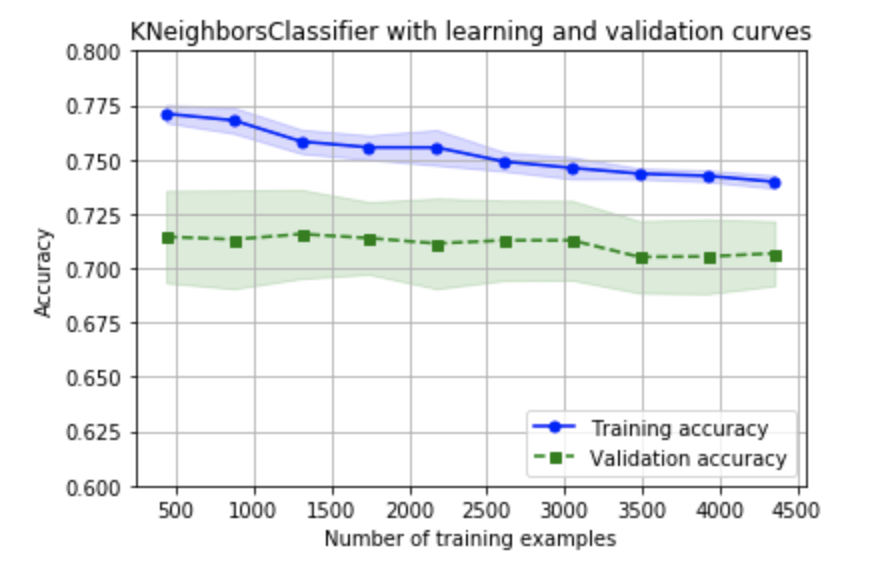 KNeighborsClassifier with learning and validation curves
0.800
0.775
0.750
0.725
0.700
0.675
0.650
0.625
0.600
Accuracy
Training accuracy
Validation accuracy
500 1000 1500 2000 2500 3000 3500 4000 4500
Number of training examples